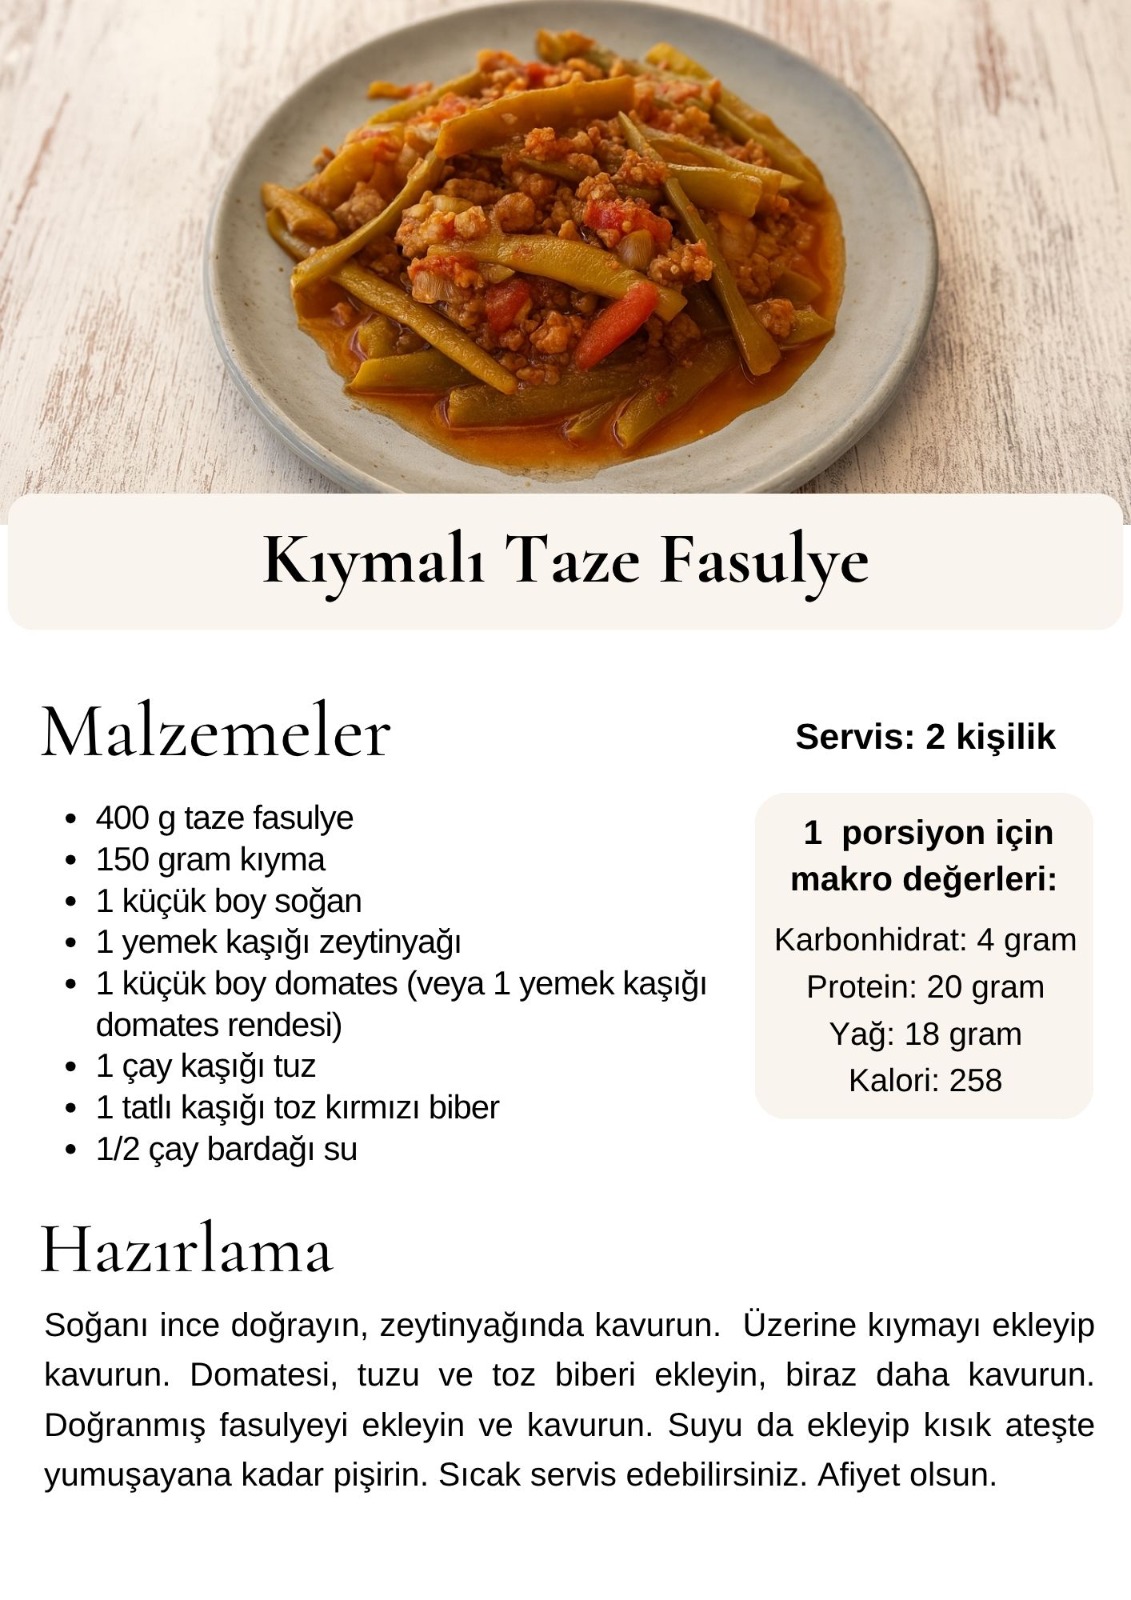 Kıymalı Taze Fasulye
Malzemeler
• 400 g taze fasulye
• 150 gram kıyma
• 1 küçük boy soğan
• 1 yemek kaşığı zeytinyağı
• 1 küçük boy domates (veya 1 yemek kaşığı
domates rendesi)
• 1 çay kaşığı tuz
• 1 tatlı kaşığı toz kırmızı biber
• 1/2 çay bardağı su
Servis: 2 kişilik
1 porsiyon için
makro değerleri:
Karbonhidrat: 4 gram
Protein: 20 gram
Yağ: 18 gram
Kalori: 258
Hazırlama
Soğanı ince doğrayın, zeytinyağında kavurun. Üzerine kıymayı ekleyip
kavurun. Domatesi, tuzu ve toz biberi ekleyin, biraz daha kavurun.
Doğranmış fasulyeyi ekleyin ve kavurun. Suyu da ekleyip kısık ateşte
yumuşayana kadar pişirin. Sıcak servis edebilirsiniz. Afiyet olsun.